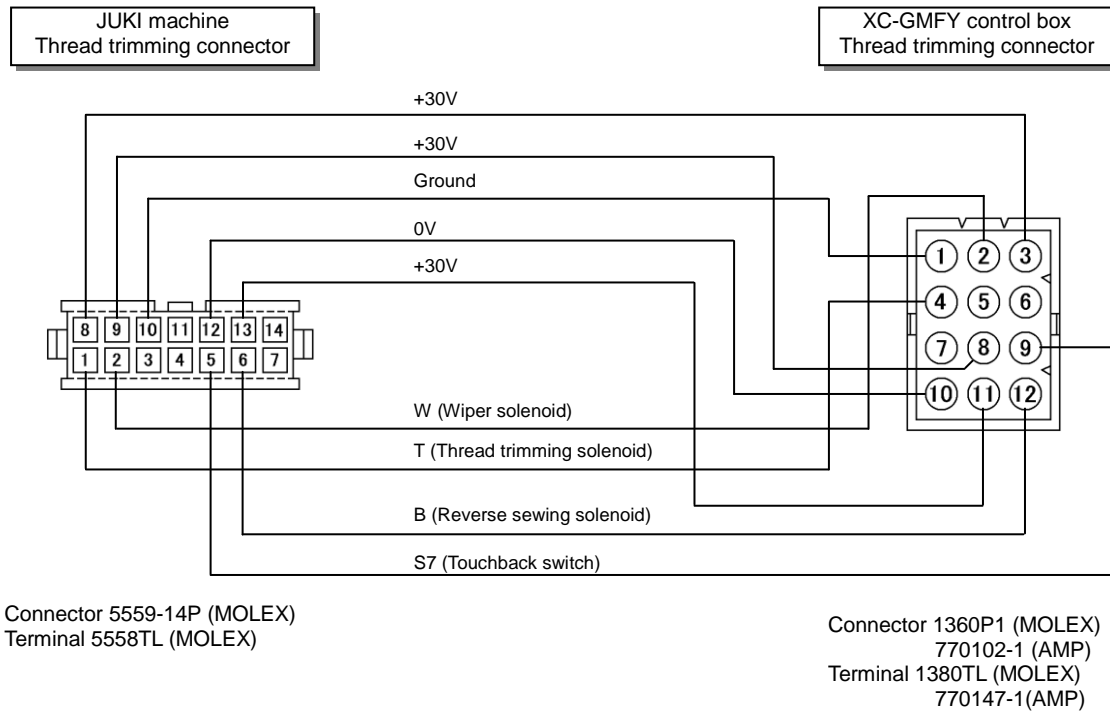 JUKI machine
Thread trimming connector
XC-GMFY control box
Thread trimming connector
+30V
+30V
Ground
0V
+30V
8 9 10 11 12 13 14
1 2 3 4 5 6 7
1 2 3
4 5 6
7 8 9
10 11 12
W (Wiper solenoid)
T (Thread trimming solenoid)
B (Reverse sewing solenoid)
S7 (Touchback switch)
Connector 5559-14P (MOLEX)
Terminal 5558TL (MOLEX)
Connector 1360P1 (MOLEX)
770102-1 (AMP)
Terminal 1380TL (MOLEX)
770147-1(AMP)